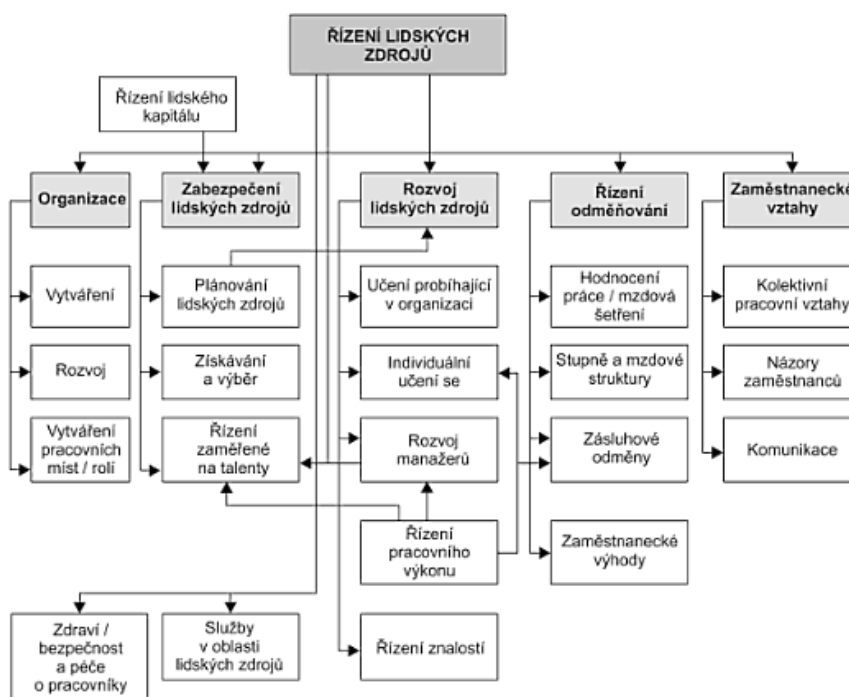 ŘÍZENÍ LIDSKÝCH
ZDROJŮ
Řízení lidského
kapitálu
Organizace
Zabezpečení
lidských zdrojů
Rozvoj
lidských zdrojů
Řízení
odměňování
Zaměstnanecké
vztahy
Vytváření
Plánování
lidských zdrojů
Učení probíhající
v organizaci
Hodnocení
práce / mzdová
šetření
Kolektivní
pracovní vztahy
Rozvoj
Získávání
a výběr
Individuální
učení se
Stupně a mzdové
struktury
Názory
zaměstnanců
Vytváření
pracovních
míst / rolí
Řízení
zaměřené
na talenty
Rozvoj
manažerů
Zásluhové
odměny
Komunikace
Řízení
pracovního
výkonu
Zaměstnanecké
výhody
Zdraví /
bezpečnost
a péče
o pracovníky
Služby
v oblasti
lidských zdrojů
Řízení znalostí